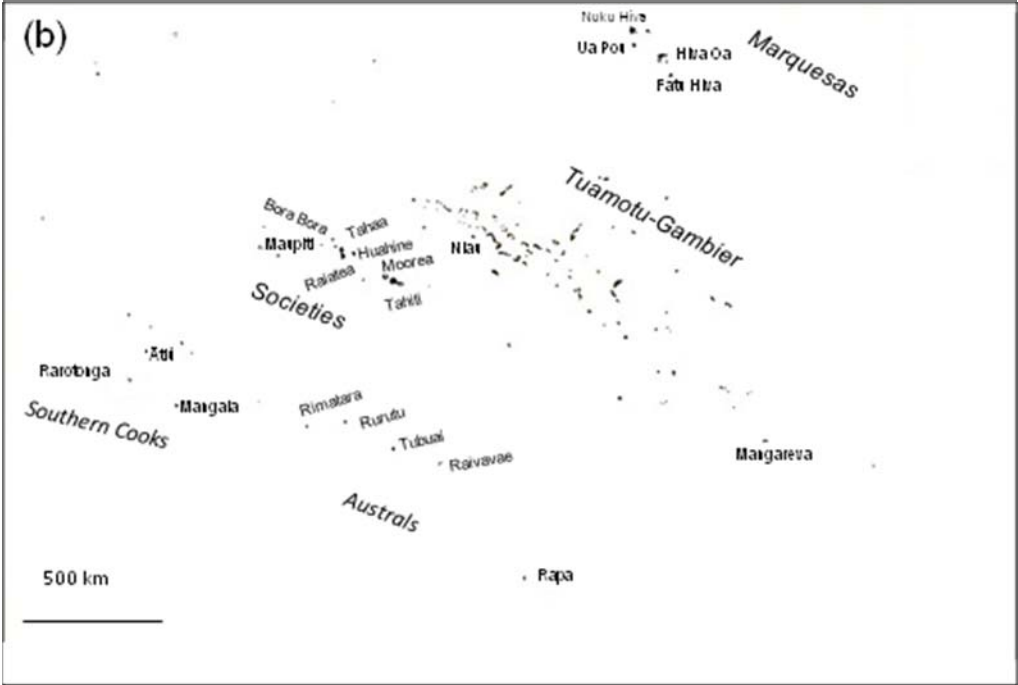 (b)
Nuku Hiva
Ua Pou
Hiva Oa
Fatu Hiva
Marquesas
Tuamotu-Gambier
Bora Bora
Tahaa
Maupiti
Huahine
Niau
Raiatea
Moorea
Societies
Tahiti
Atiu
Rarotonga
Mangaia
Southern Cooks
Rimatara
Rurutu
Tubuai
Raivavae
Mangareva
Australs
500 km
Rapa